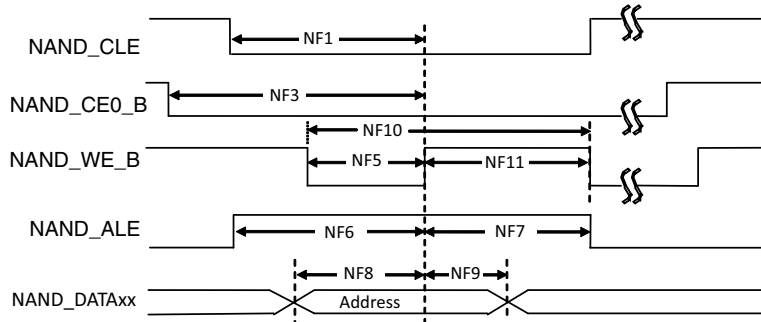 NAND_CLE
NF1
NAND_CE0_B
NF3
NF10
NAND_WE_B
NF5
NF11
NAND_ALE
NF6
NF7
NF8
NF9
NAND_DATAxx
Address